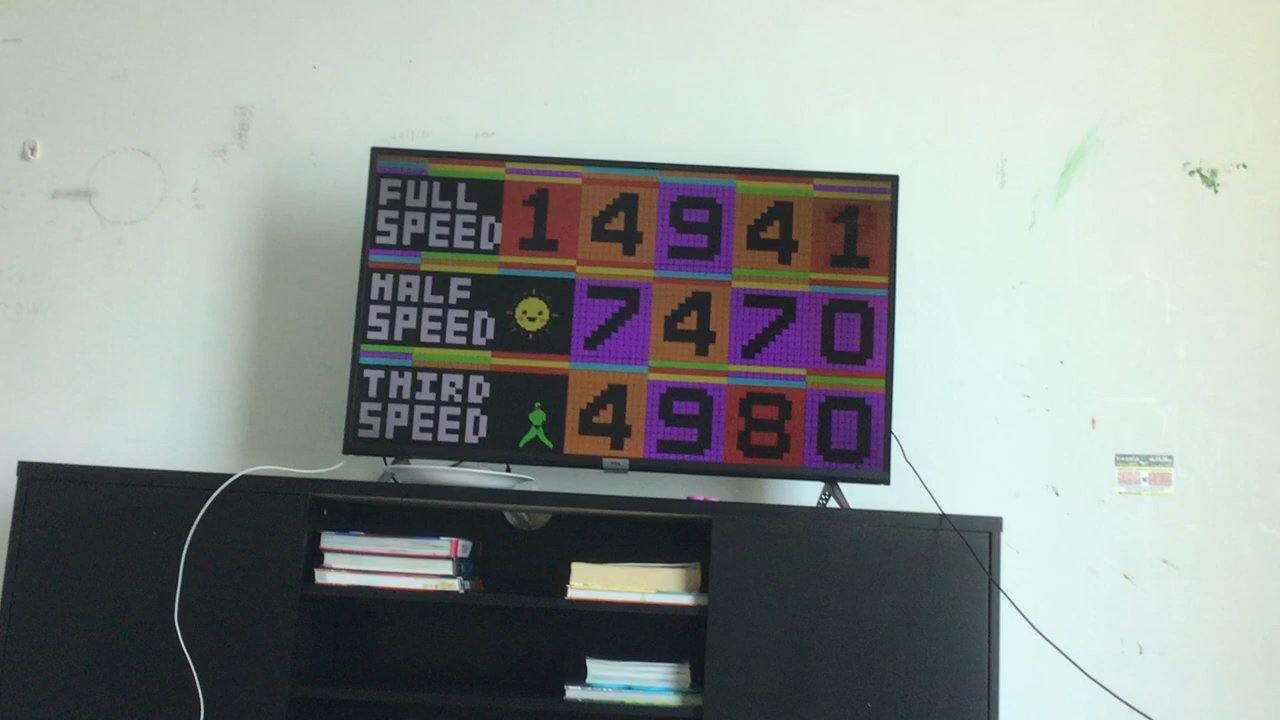 FULL
SPEED 14941
HALF
SPEED 7470
THIRD
SPEED 4980